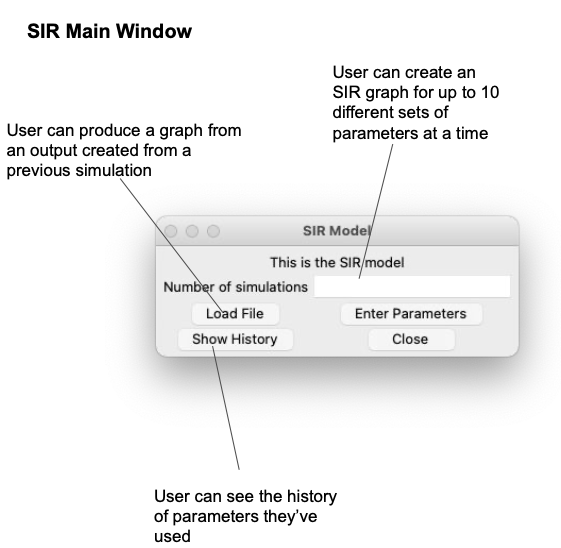 SIR Main Window
User can create an
SIR graph for up to 10
different sets of
parameters at a time
User can produce a graph from
an output created from a
previous simulation
SIR Model
This is the SIR model
Number of simulations
Load File
Enter Parameters
Show History
Close
User can see the history
of parameters they’ve
used